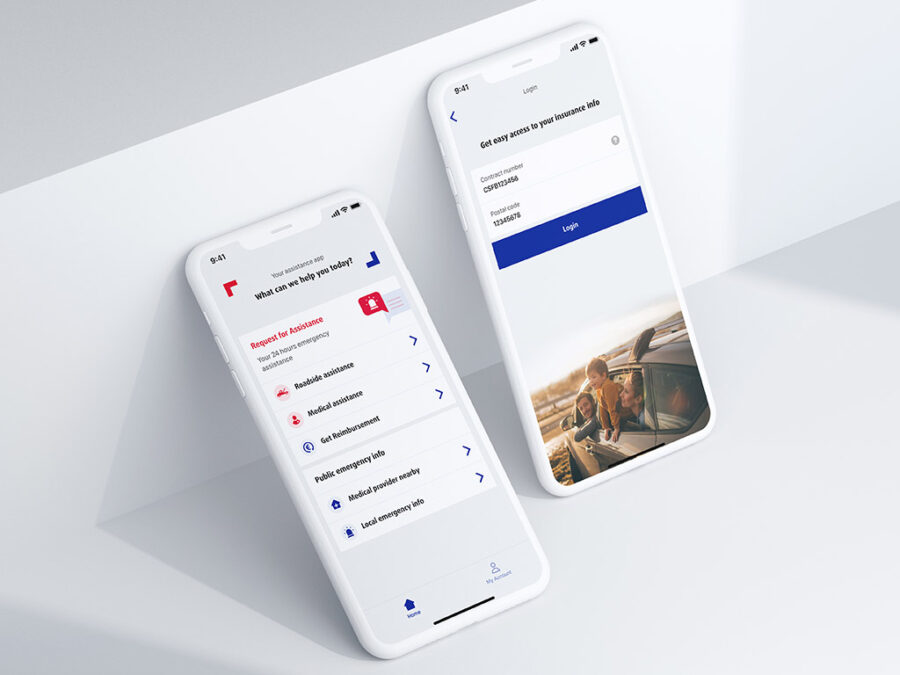 9:41
Your assistance app
What can we help you today?
Request for Assistance
Your 24 hours emergency
assistance
Roadside assistance
Medical assistance
Get Reimbursement
Public emergency info
Medical provider nearby
Local emergency info
Home
My Account
9:41
Login
Get easy access to your insurance info
Contract number
CSFB123456
?
Postal code
12345678
Login